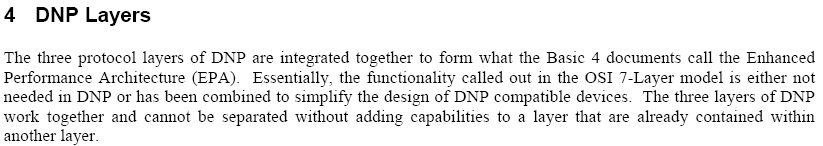 4 DNP Layers
The three protocol layers of DNP are integrated together to form what the Basic 4 documents call the Enhanced
Performance Architecture (EPA). Essentially, the functionality called out in the OSI 7-Layer model is either not
needed in DNP or has been combined to simplify the design of DNP compatible devices. The three layers of DNP
work together and cannot be separated without adding capabilities to a layer that are already contained within
another layer.